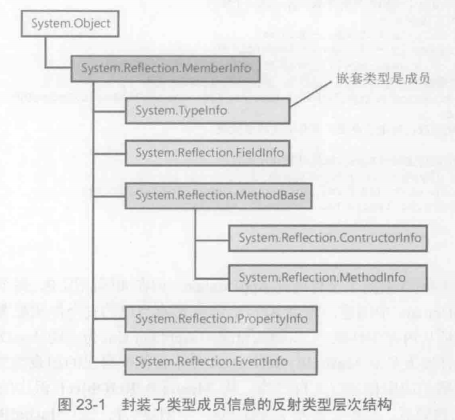 System.Object
System.Reflection.MemberInfo
嵌套类型是成员
System.TypeInfo
System.Reflection.FieldInfo
System.Reflection.MethodBase
System.Reflection.ContructorInfo
System.Reflection.MethodInfo
System.Reflection.PropertyInfo
System.Reflection.EventInfo
图 23-1 封装了类型成员信息的反射类型层次结构